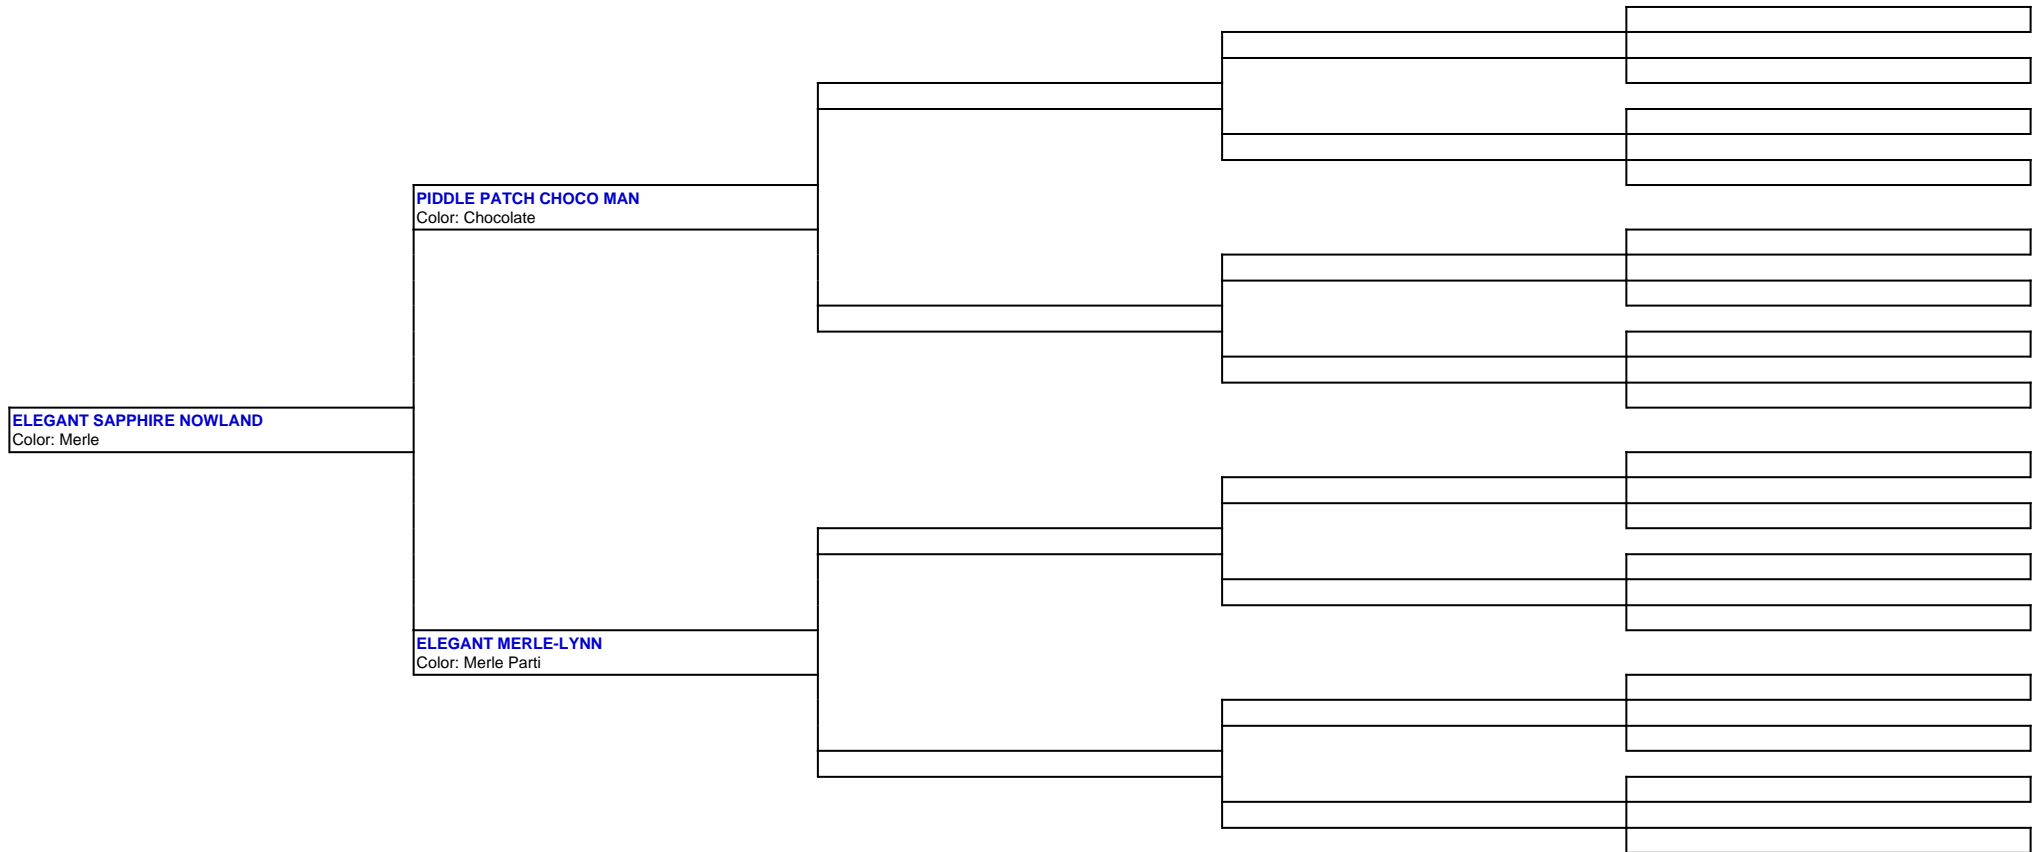 PIDDLE PATCH CHOCO MAN
Color: Chocolate
ELEGANT SAPPHIRE NOWLAND
Color: Merle
ELEGANT MERLE-LYNN
Color: Merle Parti